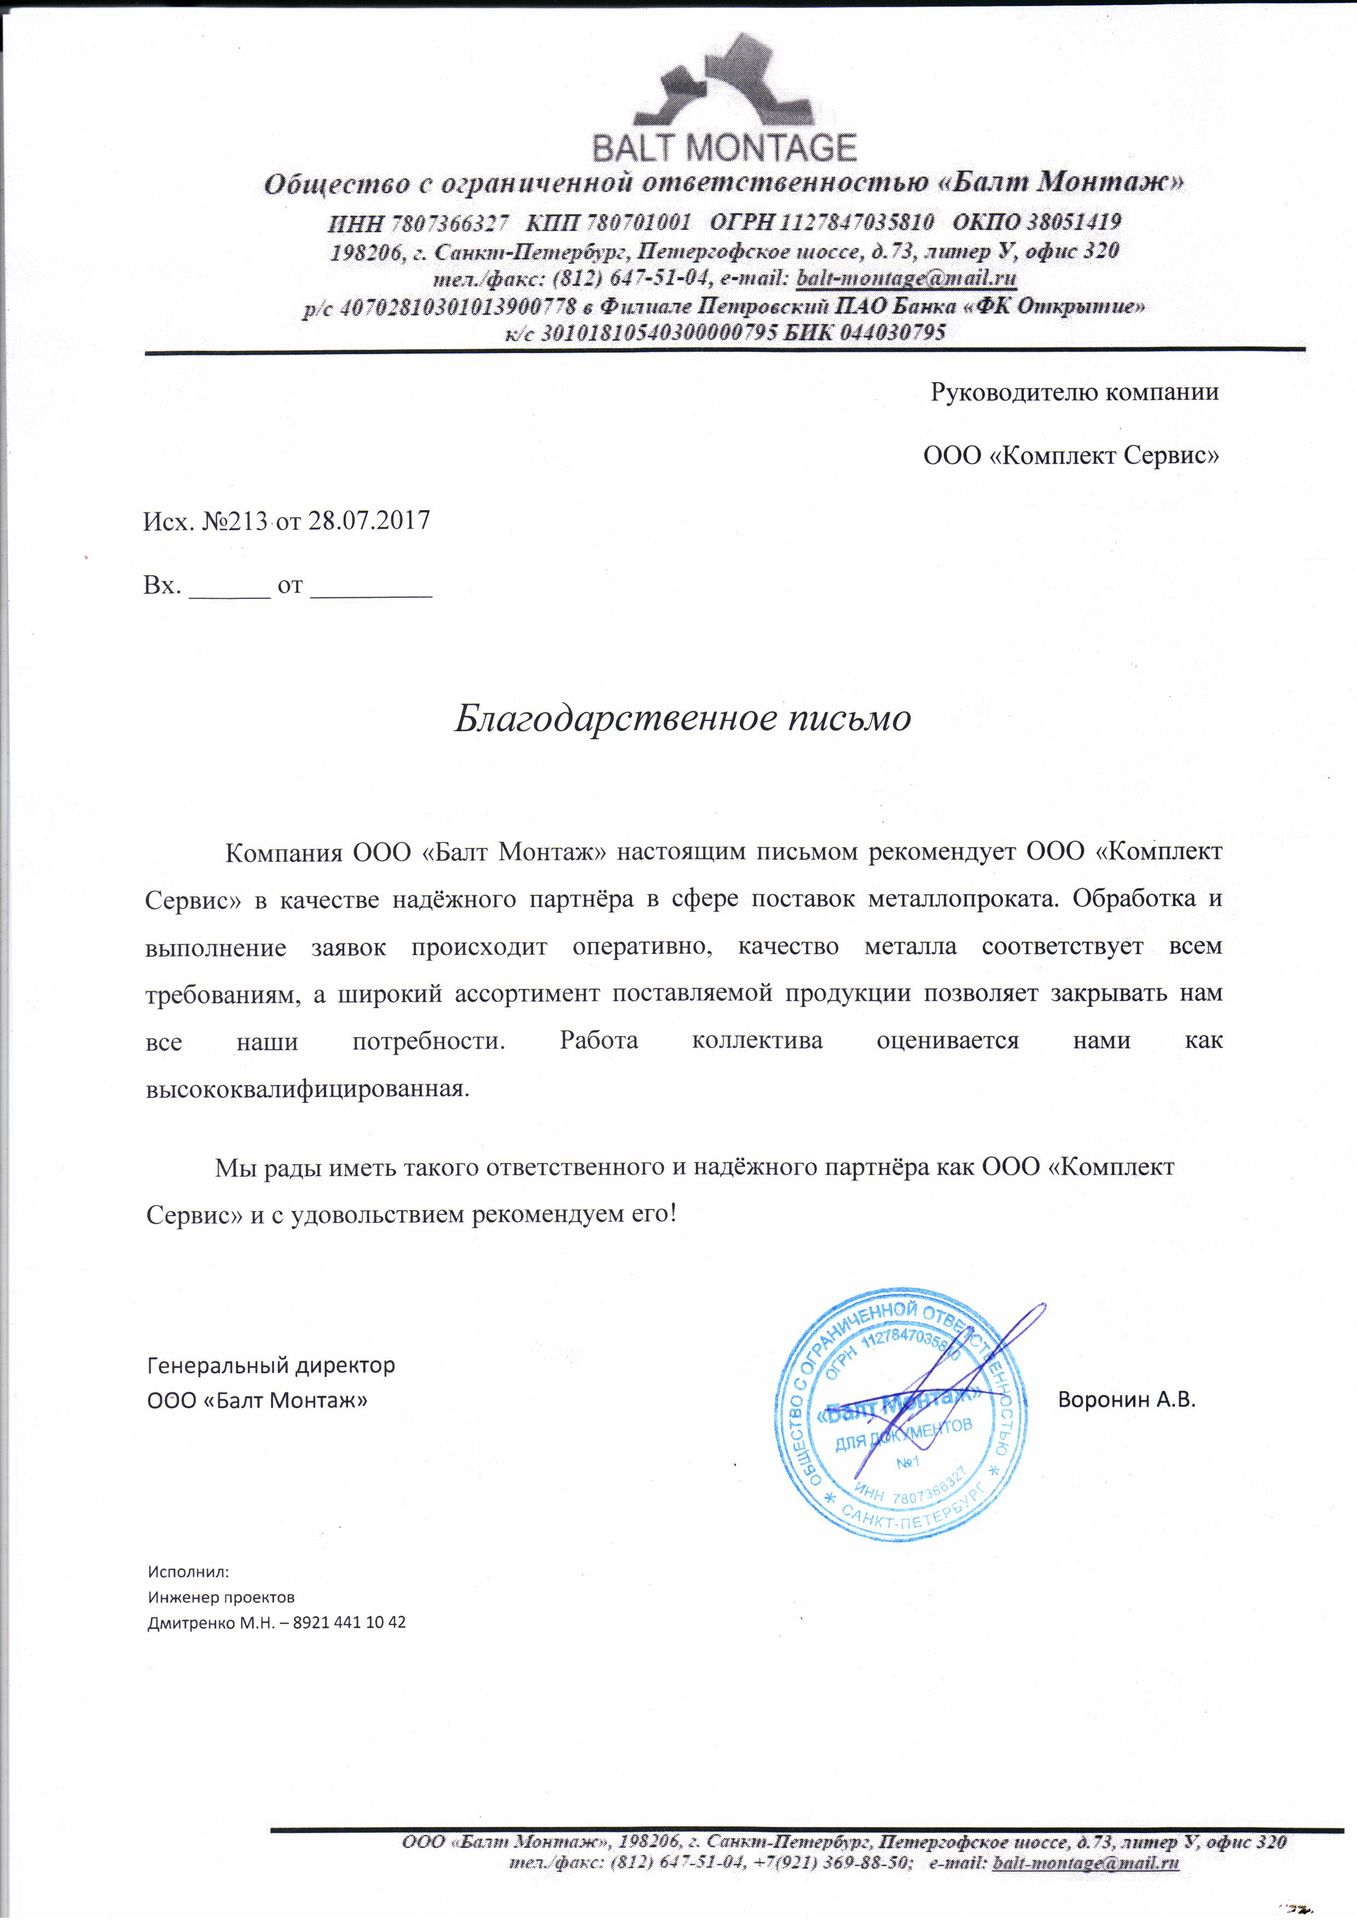 BALT MONTAGE
Общество с ограниченной ответственностью «Балт Монтаж»
ИНН 7807366327 КПП 780701001 ОГРН 1127847035810 ОКПО 38051419
198206, г. Санкт-Петербург, Петергофское шоссе, д.73, литер У, офис 320
тел./факс: (812) 647-51-04, e-mail: balt-montage@mail.ru
р/с 40702810301013900778 в Филиале Петровский ПАО Банка «ФК Открытие»
к/с 30101810540300000795 БИК 044030795
Руководителю компании
ООО «Комплект Сервис»
Исх. №213 от 28.07.2017
Вх. ______ от _________
Благодарственное письмо
Компания ООО «Балт Монтаж» настоящим письмом рекомендует ООО «Комплект
Сервис» в качестве надёжного партнёра в сфере поставок металлопроката. Обработка и
выполнение заявок происходит оперативно, качество металла соответствует всем
требованиям, а широкий ассортимент поставляемой продукции позволяет закрывать нам
все наши потребности. Работа коллектива оценивается нами как
высококвалифицированная.
Мы рады иметь такого ответственного и надёжного партнёра как ООО «Комплект
Сервис» и с удовольствием рекомендуем его!
Генеральный директор
ООО «Балт Монтаж»
ОБЩЕСТВО С ОГРАНИЧЕННОЙ ОТВЕТСТВЕННОСТЬЮ
ОГРН 1127847035810
«Балт Монтаж»
ДЛЯ ДОКУМЕНТОВ
№1
ИНН 7807366327
* САНКТ-ПЕТЕРБУРГ *
Воронин А.В.
Исполнил:
Инженер проектов
Дмитренко М.Н. – 8921 441 10 42
ООО «Балт Монтаж», 198206, г. Санкт-Петербург, Петергофское шоссе, д.73, литер У, офис 320
тел./факс: (812) 647-51-04, +7(921) 369-88-50; e-mail: balt-montage@mail.ru